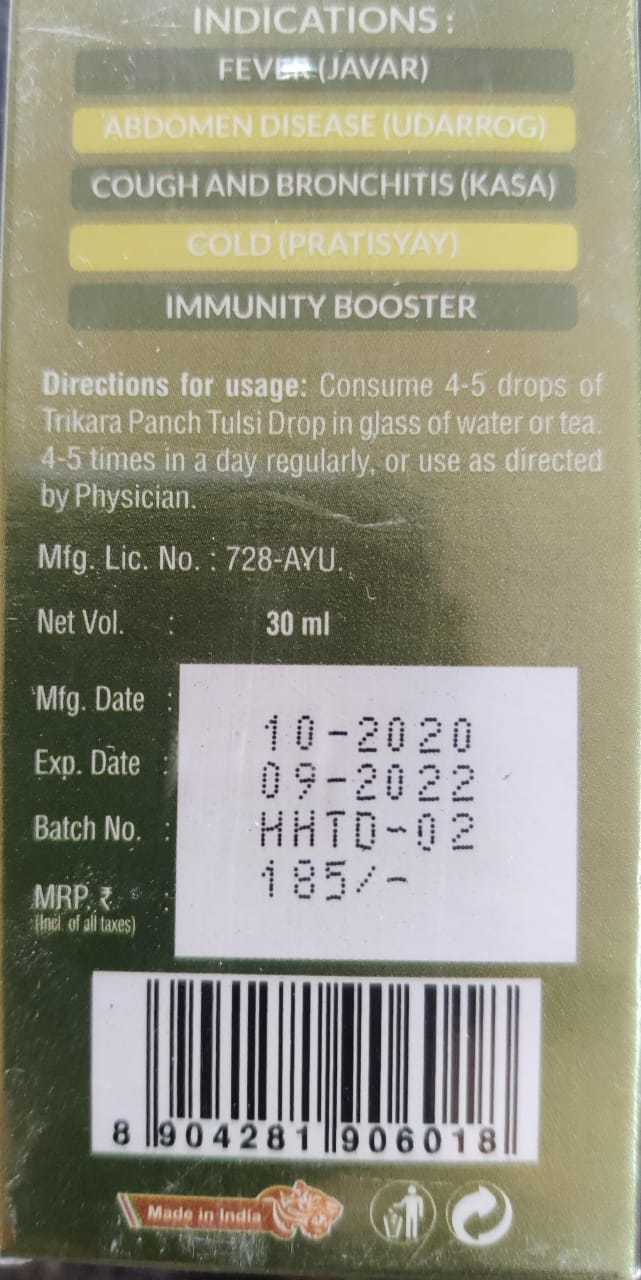 INDICATIONS :
FEVER (JAVAR)
ABDOMEN DISEASE (UDARROG)
COUGH AND BRONCHITIS (KASA)
COLD (PRATISYAY)
IMMUNITY BOOSTER
Directions for usage: Consume 4-5 drops of
Trikara Panch Tulsi Drop in glass of water or tea.
4-5 times in a day regularly, or use as directed
by Physician.
Mfg. Lic. No. : 728-AYU.
Net Vol. : 30 ml
Mfg. Date : 10-2020
Exp. Date : 09-2022
Batch No. : HHTD-02
MRP. ₹ : 185/-
(Incl. of all taxes)
8 904281 906018
Made in India